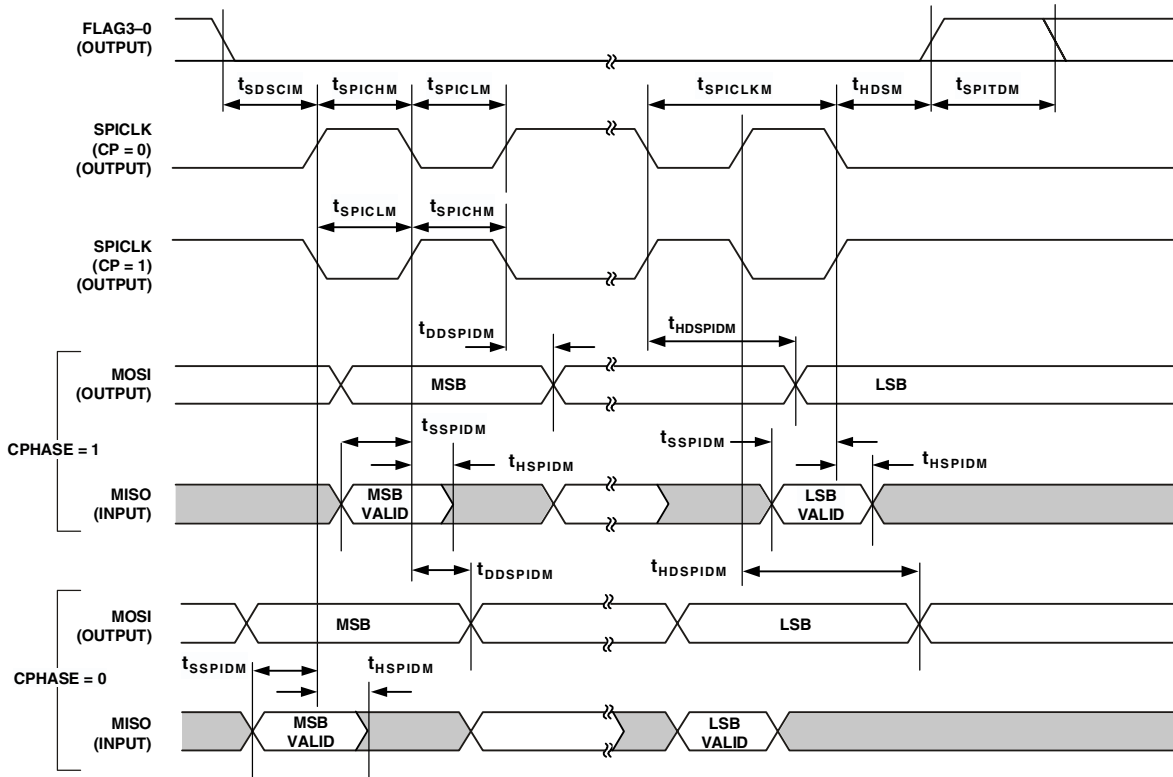 FLAG3–0
(OUTPUT)
tSDSCIM
tSPICHM
tSPICLM
tSPICLKM
tHDSM
tSPITDM
SPICLK
(CP = 0)
(OUTPUT)
tSPICLM
tSPICHM
SPICLK
(CP = 1)
(OUTPUT)
tDDSPIDM
tHDSPIDM
MOSI
(OUTPUT)
MSB
LSB
CPHASE = 1
tSSPIDM
tHSPIDM
tSSPIDM
tHSPIDM
MISO
(INPUT)
MSB
VALID
LSB
VALID
tDDSPIDM
tHDSPIDM
MOSI
(OUTPUT)
MSB
LSB
CPHASE = 0
tSSPIDM
tHSPIDM
MISO
(INPUT)
MSB
VALID
LSB
VALID